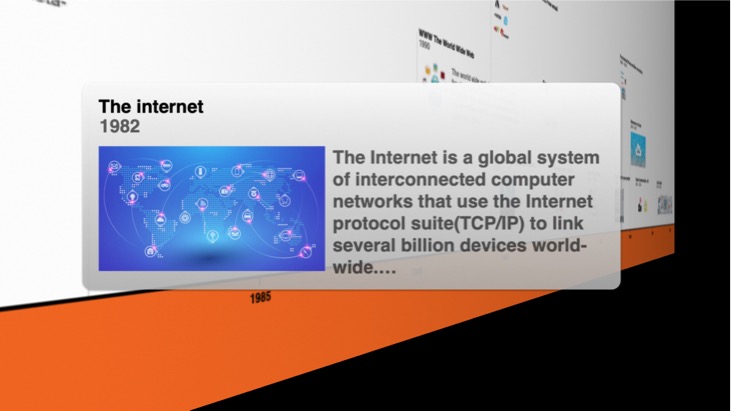 WWW The World Wide Web
1990
The world wide
The internet
1982
The Internet is a global system
of interconnected computer
networks that use the Internet
protocol suite(TCP/IP) to link
several billion devices world-
wide....
1985